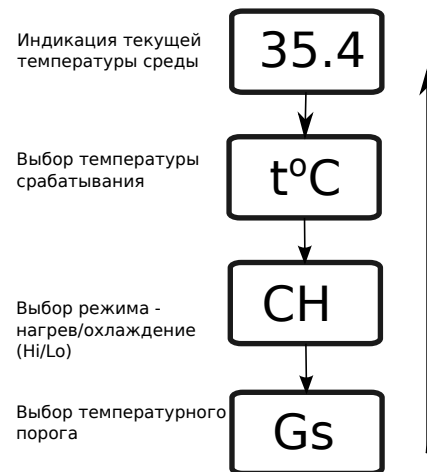 Индикация текущей
температуры среды
35.4
Выбор температуры
срабатывания
t°C
Выбор режима -
нагрев/охлаждение
(Hi/Lo)
CH
Выбор температурного
порога
Gs